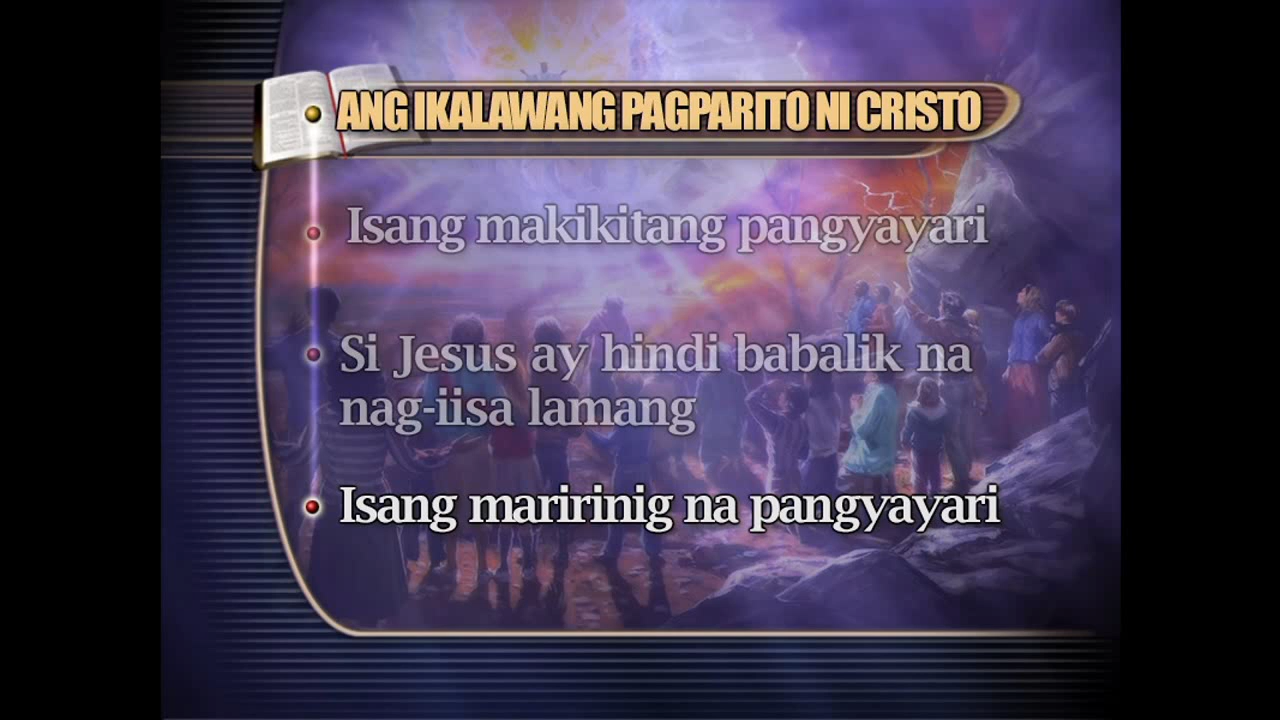 ANG IKALAWANG PAGPARITO NI CRISTO
Isang makikitang pangyayari
Si Jesus ay hindi babalik na
nag-iisa lamang
Isang maririnig na pangyayari